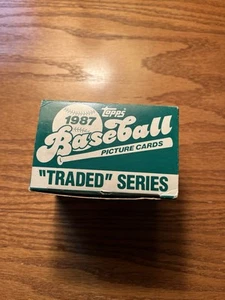 Topps
1987
Baseball
PICTURE CARDS
"TRADED" SERIES